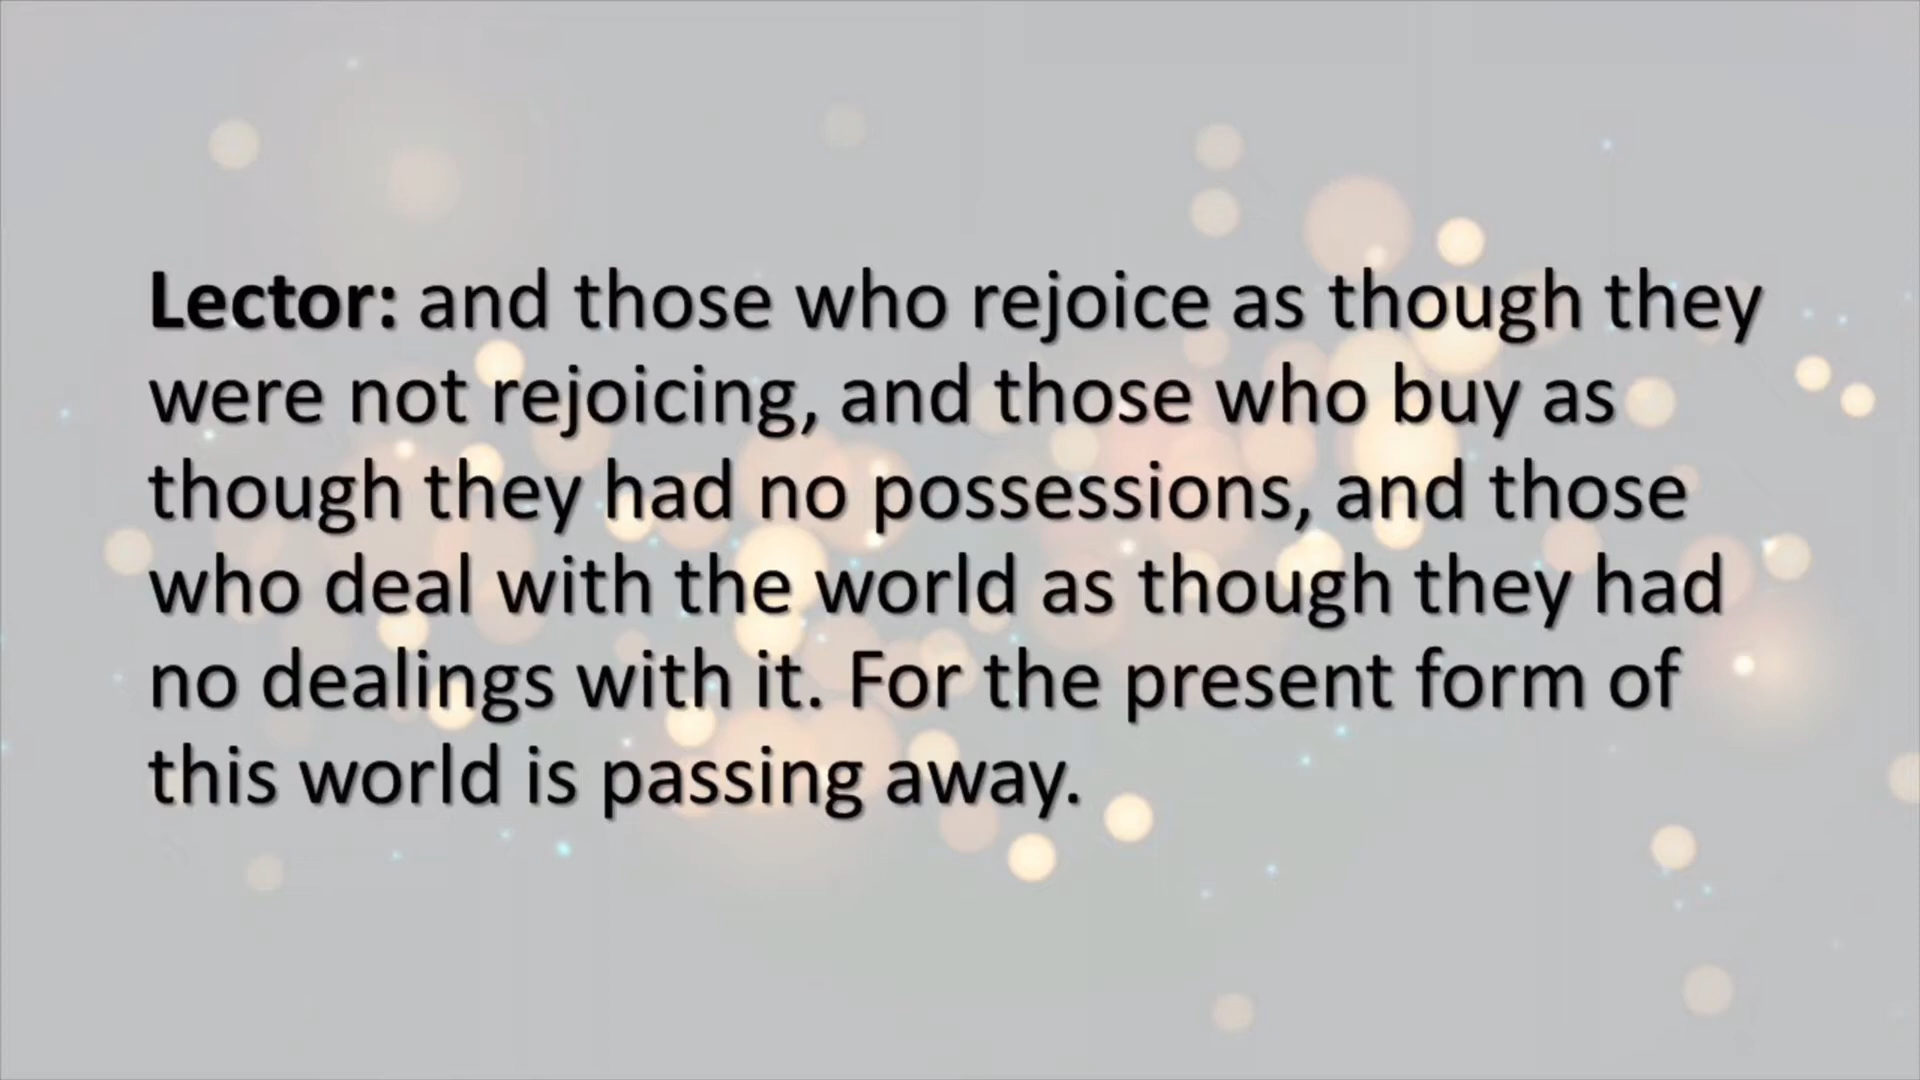 Lector: and those who rejoice as though they
were not rejoicing, and those who buy as
though they had no possessions, and those
who deal with the world as though they had
no dealings with it. For the present form of
this world is passing away.